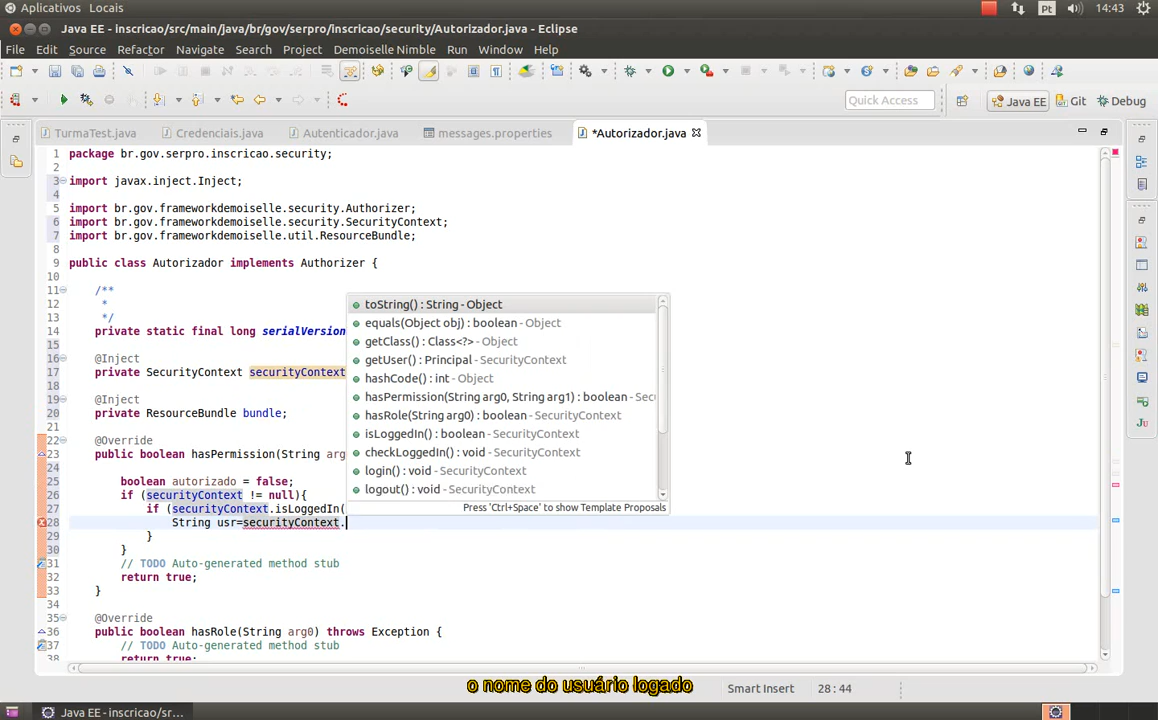 Aplicativos Locais
Pt
14:43
Java EE - inscricao/src/main/java/br/gov/serpro/inscricao/security/Autorizador.java - Eclipse
File Edit Source Refactor Navigate Search Project Demoiselle Nimble Run Window Help
Quick Access
Java EE
Git
Debug
TurmaTest.java
Credenciais.java
Autenticador.java
messages.properties
*Autorizador.java
1 package br.gov.serpro.inscricao.security;
2
3 import javax.inject.Inject;
4
5 import br.gov.frameworkdemoiselle.security.Authorizer;
6 import br.gov.frameworkdemoiselle.security.SecurityContext;
7 import br.gov.frameworkdemoiselle.util.ResourceBundle;
8
9 public class Autorizador implements Authorizer {
10
11 /**
12 *
13 */
14 private static final long serialVersion
15
16 @Inject
17 private SecurityContext securityContext
18
19 @Inject
20 private ResourceBundle bundle;
21
22 @Override
23 public boolean hasPermission(String arg
24
25 boolean autorizado = false;
26 if (securityContext != null){
27 if (securityContext.isLoggedIn(
28 String usr=securityContext.
29 }
30 }
31 // TODO Auto-generated method stub
32 return true;
33 }
34
35 @Override
36 public boolean hasRole(String arg0) throws Exception {
37 // TODO Auto-generated method stub
38 return true;
toString() : String - Object
equals(Object obj) : boolean - Object
getClass() : Class<?> - Object
getUser() : Principal - SecurityContext
hashCode() : int - Object
hasPermission(String arg0, String arg1) : boolean - Sec
hasRole(String arg0) : boolean - SecurityContext
isLoggedIn() : boolean - SecurityContext
checkLoggedIn() : void - SecurityContext
login() : void - SecurityContext
logout() : void - SecurityContext
Press 'Ctrl+Space' to show Template Proposals
o nome do usuário logado
Smart Insert
28 : 44
Java EE - inscricao/sr...